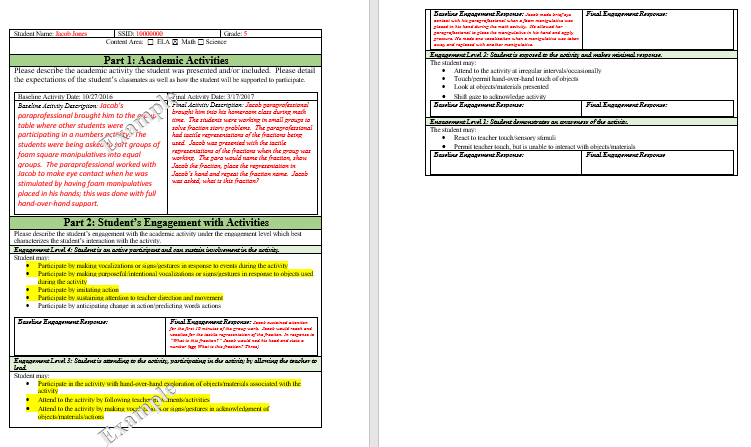 Student Name: Jacob Jones SSID: 10000000 Grade: 5
Content Area: ELA Math Science
Part 1: Academic Activities
Please describe the academic activity the student was presented and/or included. Please detail
the expectations of the student's classmates as well as how the student will be supported to participate.
Baseline Activity Date: 10/27/2016
Baseline Activity Description: Jacob's
paraprofessional brought him to the
table where other students were
participating in a numbers activity. The
students were being asked to sort groups of
foam square manipulatives into equal
groups. The paraprofessional worked with
Jacob to make eye contact when he was
stimulated by having foam manipulatives
placed in his hands; this was done with full
hand-over-hand support.
Final Activity Date: 3/17/2017
Final Activity Description: Jacob paraprofessional
brought him into his homeroom class during math
time. The students were working in small groups to
solve fraction story problems. The paraprofessional
had tactile representations of the fractions being
used. Jacob was presented with the tactile
representations of the fractions when the group was
working. The para would name the fraction, show
Jacob the fraction, place the representation in
Jacob's hand and repeat the fraction name. Jacob
was asked, what is this fraction?
Example
Part 2: Student's Engagement with Activities
Please describe the student's engagement with the academic activity under the engagement level which best
characterizes the student's interaction with the activity.
Engagement Level 4: Student is an active participant and can sustain involvement in the activity.
Student may:
• Participate by making vocalizations or signs/gestures in response to events during the activity
• Participate by making purposeful/intentional vocalizations or signs/gestures in response to objects used
during the activity
• Participate by imitating action
• Participate by sustaining attention to teacher direction and movement
• Participate by anticipating change in action/predicting words actions
Baseline Engagement Response:
Final Engagement Response: Jacob sustained attention
for the first 10 minutes of the group work. Jacob would reach and
vocalize for the tactile representation of the fraction. In response to
"What is this fraction?" Jacob would nod his head and state a
number (egg What is this fraction? Three)
Engagement Level 3: Student is attending to the activity, participating in the activity by allowing the teacher to
lead.
Student may:
• Participate in the activity with hand-over-hand exploration of objects/materials associated with the
activity
• Attend to the activity by following teacher movements/activities
• Attend to the activity by making vocalizations or signs/gestures in acknowledgment of
objects/materials/actions
Example
Baseline Engagement Response: Jacob made brief eye
contact with his paraprofessional when a foam manipulative was
placed in his hand during the math activity. He allowed her
paraprofessional to place the manipulative in his hand and apply
pressure. He made one vocalization when a manipulative was taken
away and replaced with another manipulative.
Final Engagement Response:
Engagement Level 2: Student is exposed to the activity and makes minimal response.
The student may:
• Attend to the activity at irregular intervals/occasionally
• Touch/permit hand-over-hand touch of objects
• Look at objects/materials presented
• Shift gaze to acknowledge activity
Baseline Engagement Response:
Final Engagement Response:
Engagement Level 1: Student demonstrates an awareness of the activity.
The student may:
• React to teacher touch/sensory stimuli
• Permit teacher touch, but is unable to interact with objects/materials
Baseline Engagement Response:
Final Engagement Response